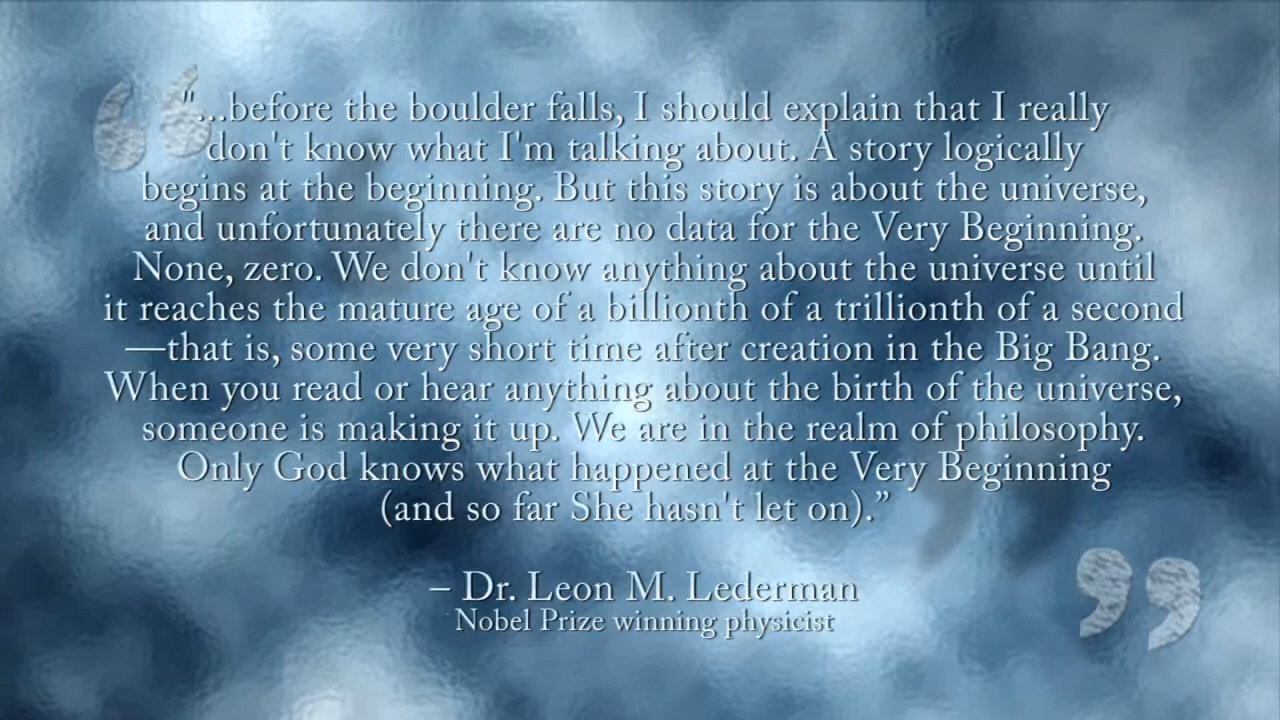 "...before the boulder falls, I should explain that I really
don't know what I'm talking about. A story logically
begins at the beginning. But this story is about the universe,
and unfortunately there are no data for the Very Beginning.
None, zero. We don't know anything about the universe until
it reaches the mature age of a billionth of a trillionth of a second
—that is, some very short time after creation in the Big Bang.
When you read or hear anything about the birth of the universe,
someone is making it up. We are in the realm of philosophy.
Only God knows what happened at the Very Beginning
(and so far She hasn't let on).”
– Dr. Leon M. Lederman
Nobel Prize winning physicist